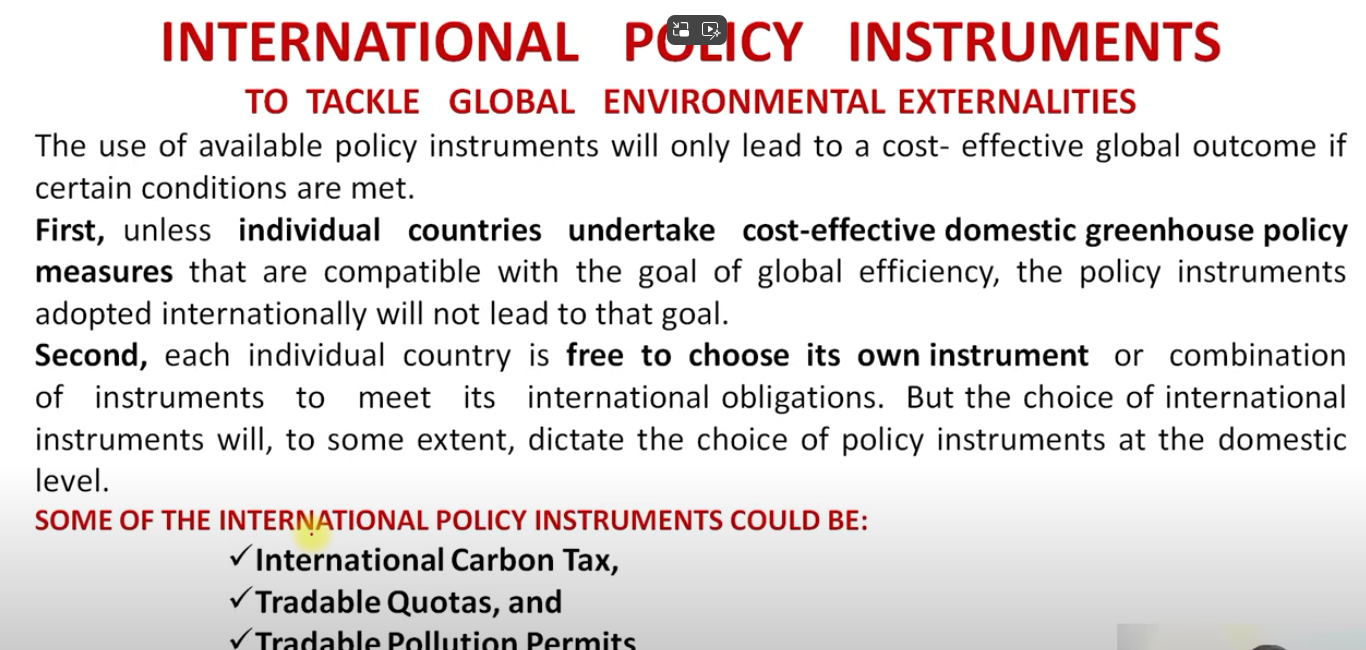 INTERNATIONAL POLICY INSTRUMENTS
TO TACKLE GLOBAL ENVIRONMENTAL EXTERNALITIES
The use of available policy instruments will only lead to a cost- effective global outcome if
certain conditions are met.
First, unless individual countries undertake cost-effective domestic greenhouse policy
measures that are compatible with the goal of global efficiency, the policy instruments
adopted internationally will not lead to that goal.
Second, each individual country is free to choose its own instrument or combination
of instruments to meet its international obligations. But the choice of international
instruments will, to some extent, dictate the choice of policy instruments at the domestic
level.
SOME OF THE INTERNATIONAL POLICY INSTRUMENTS COULD BE:
✓International Carbon Tax,
✓Tradable Quotas, and
✓Tradable Pollution Permits